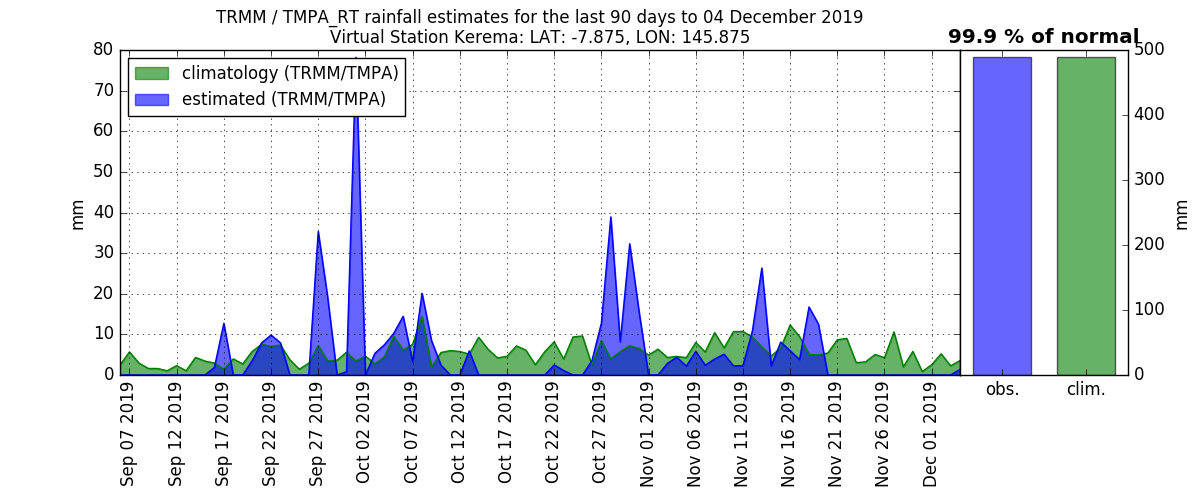 TRMM / TMPA_RT rainfall estimates for the last 90 days to 04 December 2019
Virtual Station Kerema: LAT: -7.875, LON: 145.875
99.9 % of normal
climatology (TRMM/TMPA)
estimated (TRMM/TMPA)
80
70
60
50
40
30
20
10
0
mm
Sep 07 2019
Sep 12 2019
Sep 17 2019
Sep 22 2019
Sep 27 2019
Oct 02 2019
Oct 07 2019
Oct 12 2019
Oct 17 2019
Oct 22 2019
Oct 27 2019
Nov 01 2019
Nov 06 2019
Nov 11 2019
Nov 16 2019
Nov 21 2019
Nov 26 2019
Dec 01 2019
500
400
300
200
100
0
mm
obs.
clim.